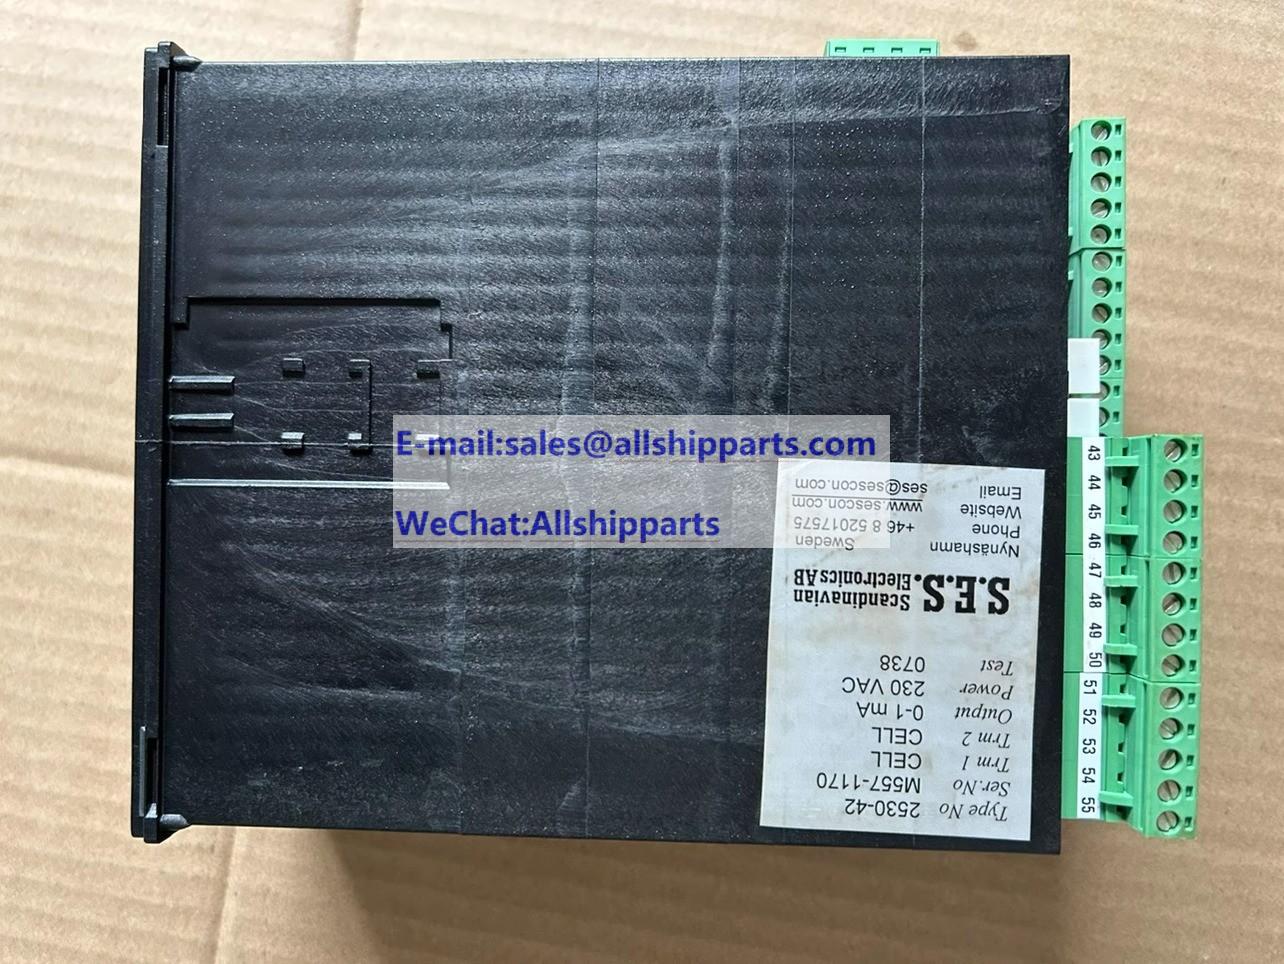 E-mail:sales@allshipparts.com
WeChat:Allshipparts
Type No 2530-42
Ser.No M557-1170
Trm 1 CELL
Trm 2 CELL
Output 0-1 mA
Power 230 VAC
Test 0738
S.E.S. Scandinavian
Electronics AB
Nynäshamn Sweden
Phone +46 8 52017575
Website www.sescon.com
Email ses@sescon.com
43 44 45 46 47 48 49 50 51 52 53 54 55